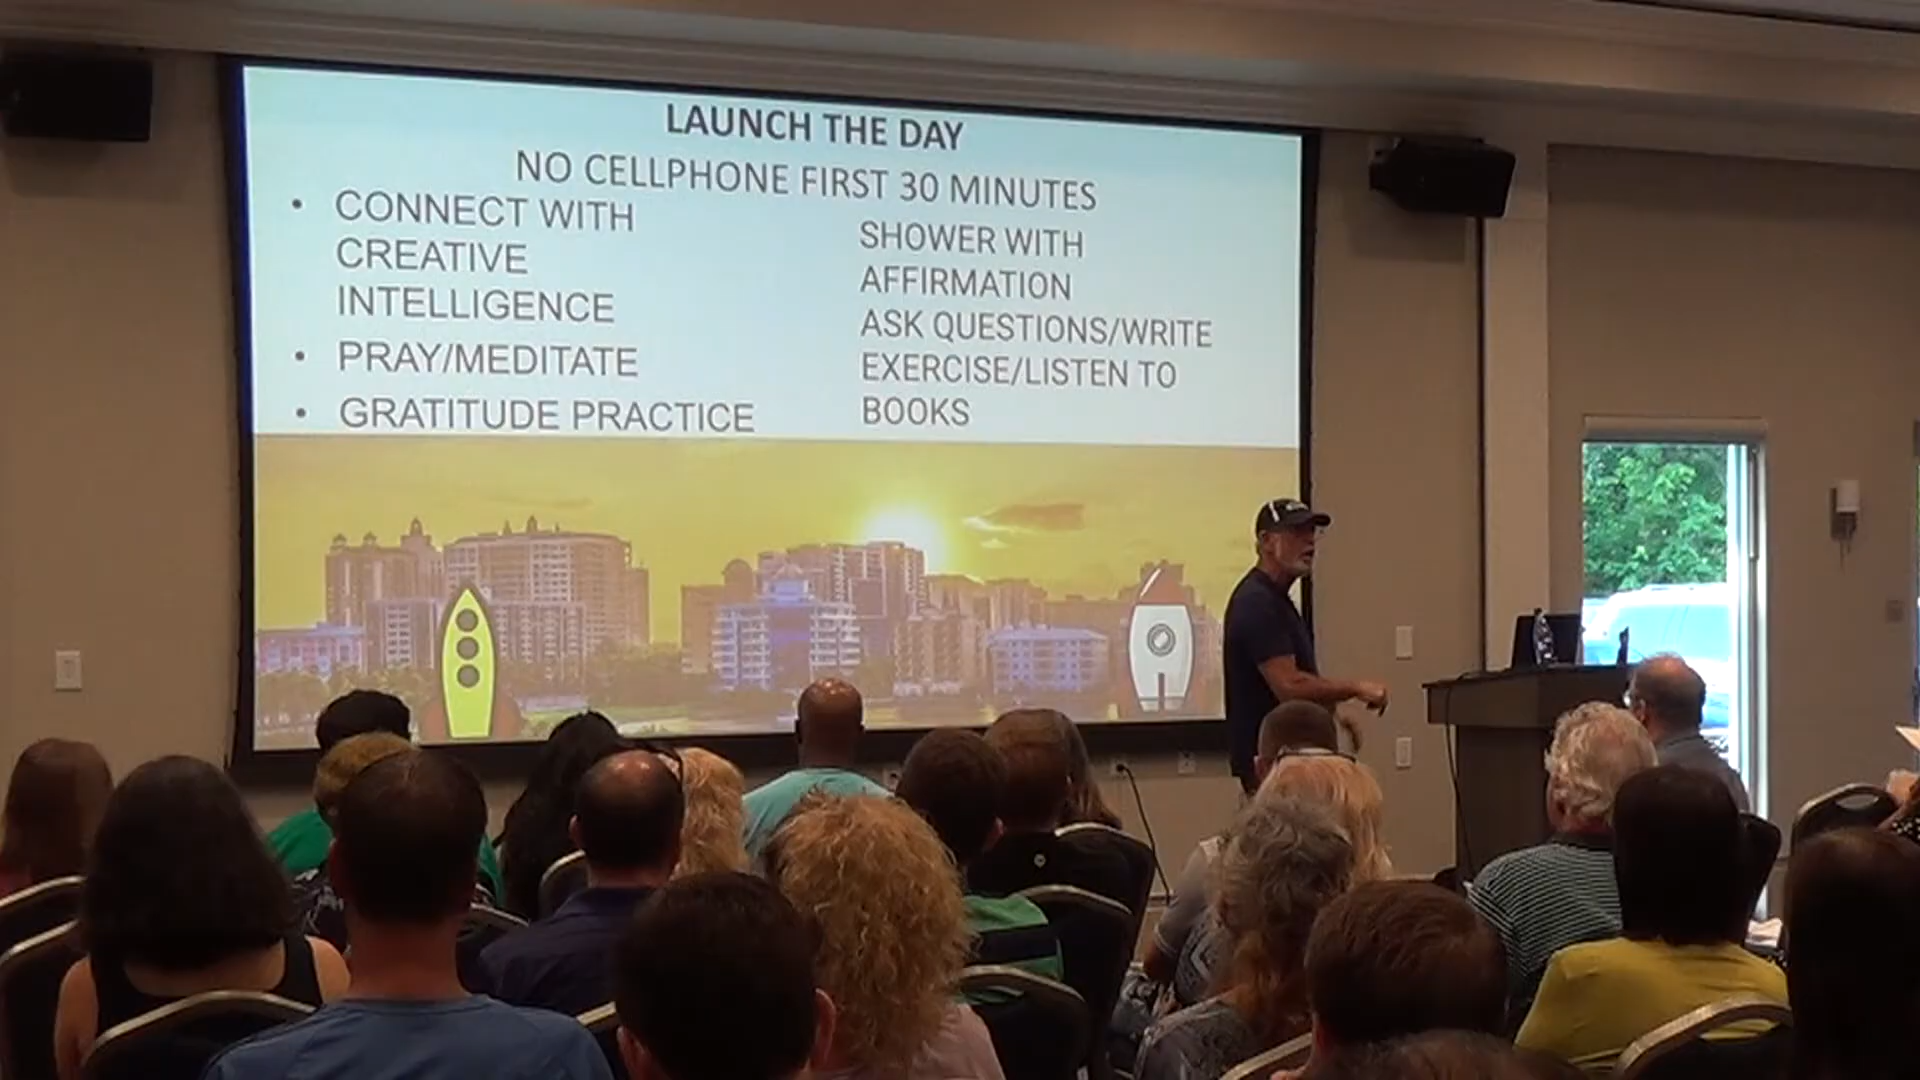 LAUNCH THE DAY
NO CELLPHONE FIRST 30 MINUTES
• CONNECT WITH
CREATIVE
INTELLIGENCE
• PRAY/MEDITATE
• GRATITUDE PRACTICE
SHOWER WITH
AFFIRMATION
ASK QUESTIONS/WRITE
EXERCISE/LISTEN TO
BOOKS